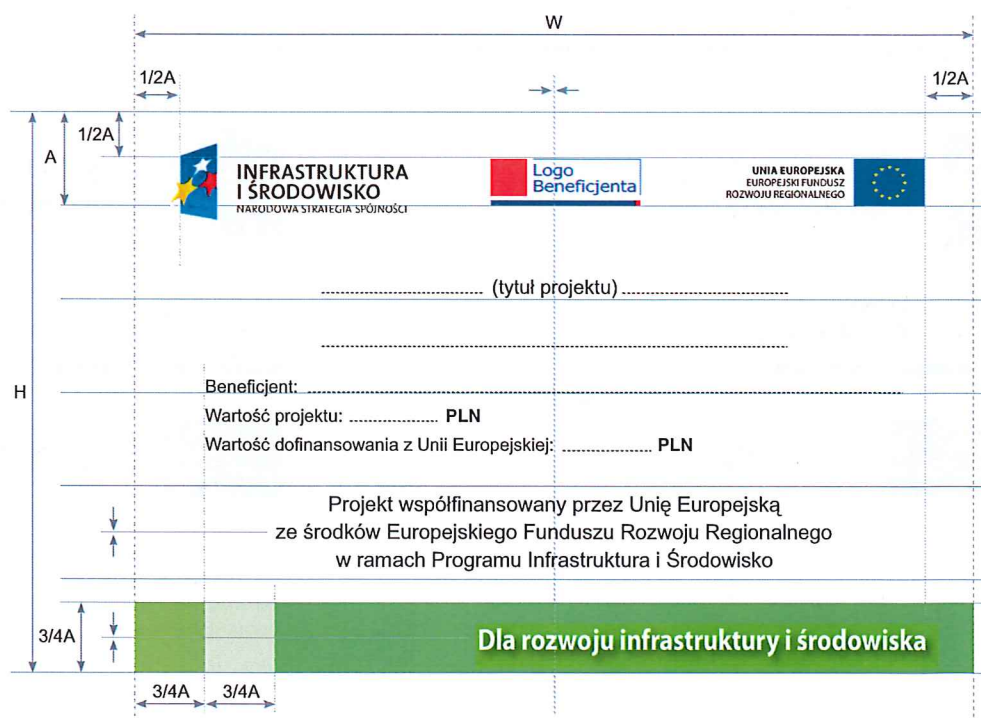 W
1/2A
1/2A
A
1/2A
INFRASTRUKTURA
I ŚRODOWISKO
NARODOWA STRATEGIA SPÓJNOŚCI
Logo
Beneficjenta
UNIA EUROPEJSKA
EUROPEJSKI FUNDUSZ
ROZWOJU REGIONALNEGO
(tytuł projektu)
H
Beneficjent:
Wartość projektu: PLN
Wartość dofinansowania z Unii Europejskiej: PLN
Projekt współfinansowany przez Unię Europejską
ze środków Europejskiego Funduszu Rozwoju Regionalnego
w ramach Programu Infrastruktura i Środowisko
3/4A
Dla rozwoju infrastruktury i środowiska
3/4A
3/4A